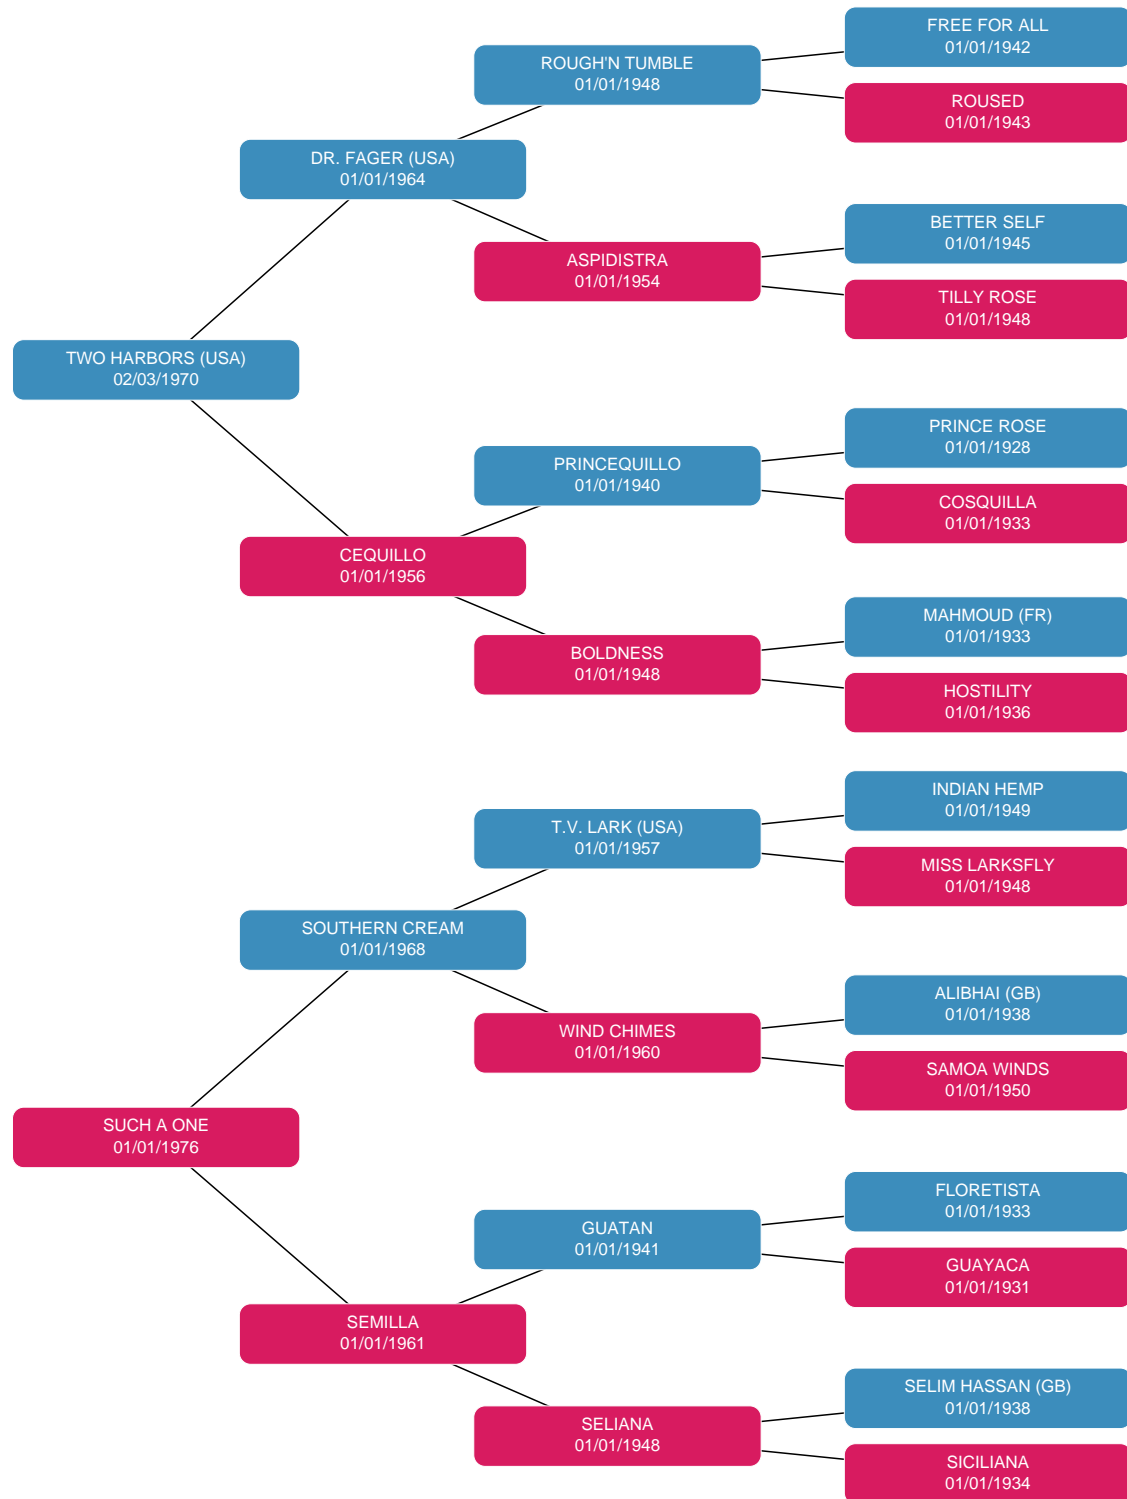 FREE FOR ALL
01/01/1942
ROUGH'N TUMBLE
01/01/1948
ROUSED
01/01/1943
DR. FAGER (USA)
01/01/1964
BETTER SELF
01/01/1945
ASPIDISTRA
01/01/1954
TILLY ROSE
01/01/1948
TWO HARBORS (USA)
02/03/1970
PRINCE ROSE
01/01/1928
PRINCEQUILLO
01/01/1940
COSQUILLA
01/01/1933
CEQUILLO
01/01/1956
MAHMOUD (FR)
01/01/1933
BOLDNESS
01/01/1948
HOSTILITY
01/01/1936
INDIAN HEMP
01/01/1949
T.V. LARK (USA)
01/01/1957
MISS LARKSFLY
01/01/1948
SOUTHERN CREAM
01/01/1968
ALIBHAI (GB)
01/01/1938
WIND CHIMES
01/01/1960
SAMOA WINDS
01/01/1950
SUCH A ONE
01/01/1976
FLORETISTA
01/01/1933
GUATAN
01/01/1941
GUAYACA
01/01/1931
SEMILLA
01/01/1961
SELIM HASSAN (GB)
01/01/1938
SELIANA
01/01/1948
SICILIANA
01/01/1934